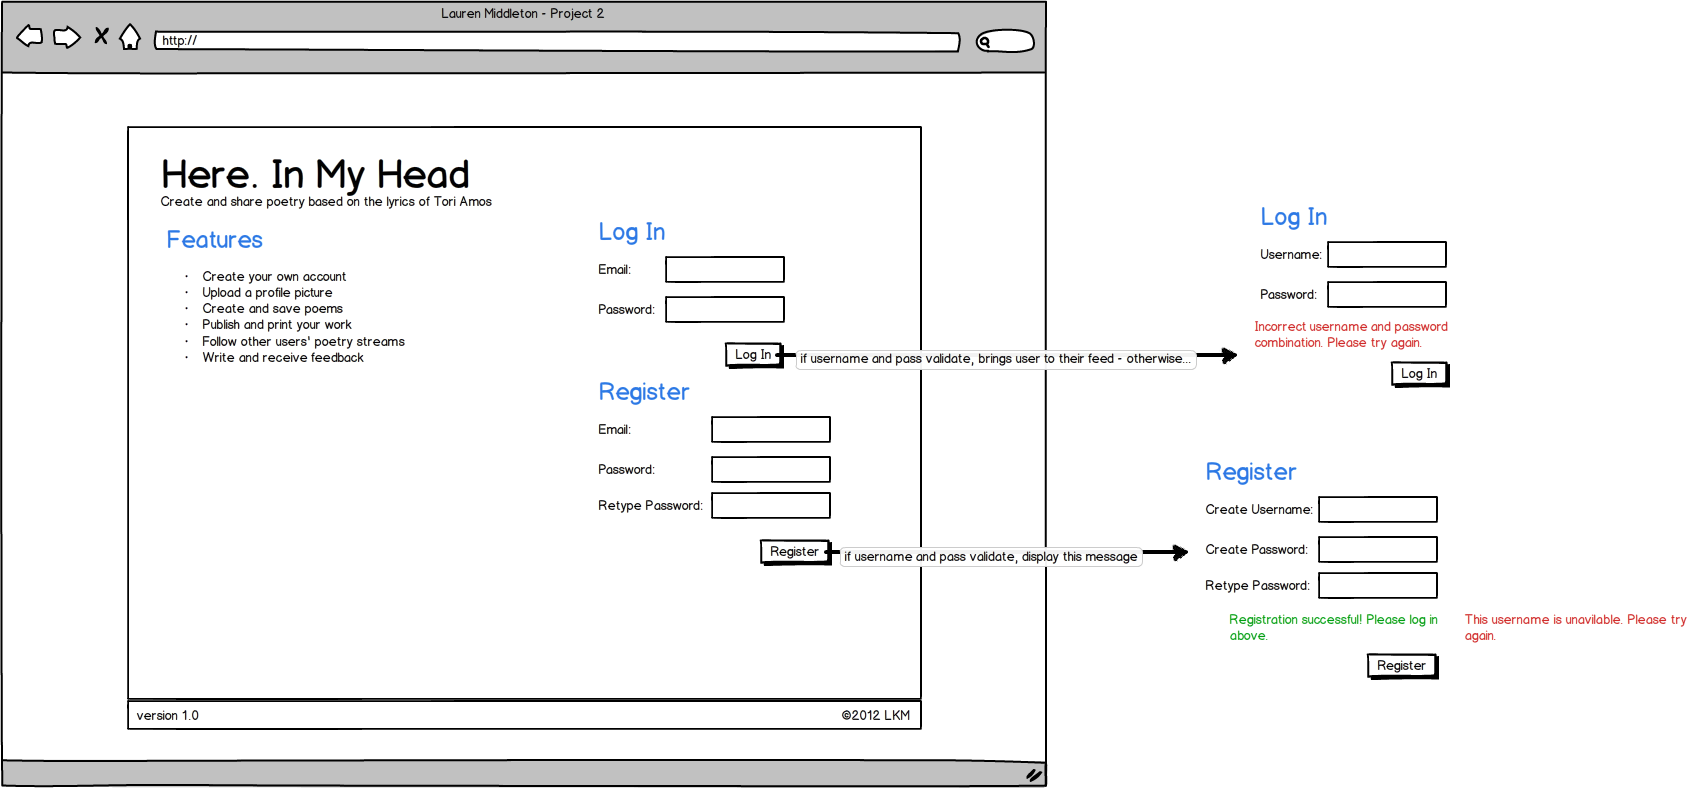 Lauren Middleton - Project 2
http://
Here. In My Head
Create and share poetry based on the lyrics of Tori Amos
Features
· Create your own account
· Upload a profile picture
· Create and save poems
· Publish and print your work
· Follow other users' poetry streams
· Write and receive feedback
Log In
Email:
Password:
Log In
if username and pass validate, brings user to their feed - otherwise...
Register
Email:
Password:
Retype Password:
Register
if username and pass validate, display this message
version 1.0
©2012 LKM
Log In
Username:
Password:
Incorrect username and password
combination. Please try again.
Log In
Register
Create Username:
Create Password:
Retype Password:
Registration successful! Please log in
above.
This username is unavilable. Please try
again.
Register